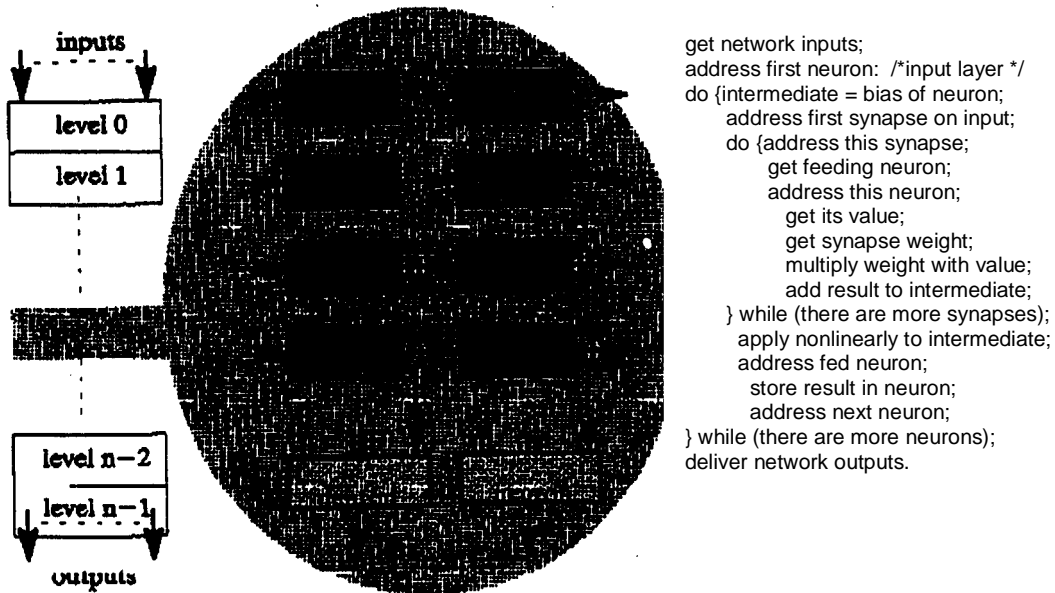 inputs
level 0
level 1
level n−2
level n−1
outputs
get network inputs;
address first neuron: /*input layer */
do {intermediate = bias of neuron;
address first synapse on input;
do {address this synapse;
get feeding neuron;
address this neuron;
get its value;
get synapse weight;
multiply weight with value;
add result to intermediate;
} while (there are more synapses);
apply nonlinearly to intermediate;
address fed neuron;
store result in neuron;
address next neuron;
} while (there are more neurons);
deliver network outputs.